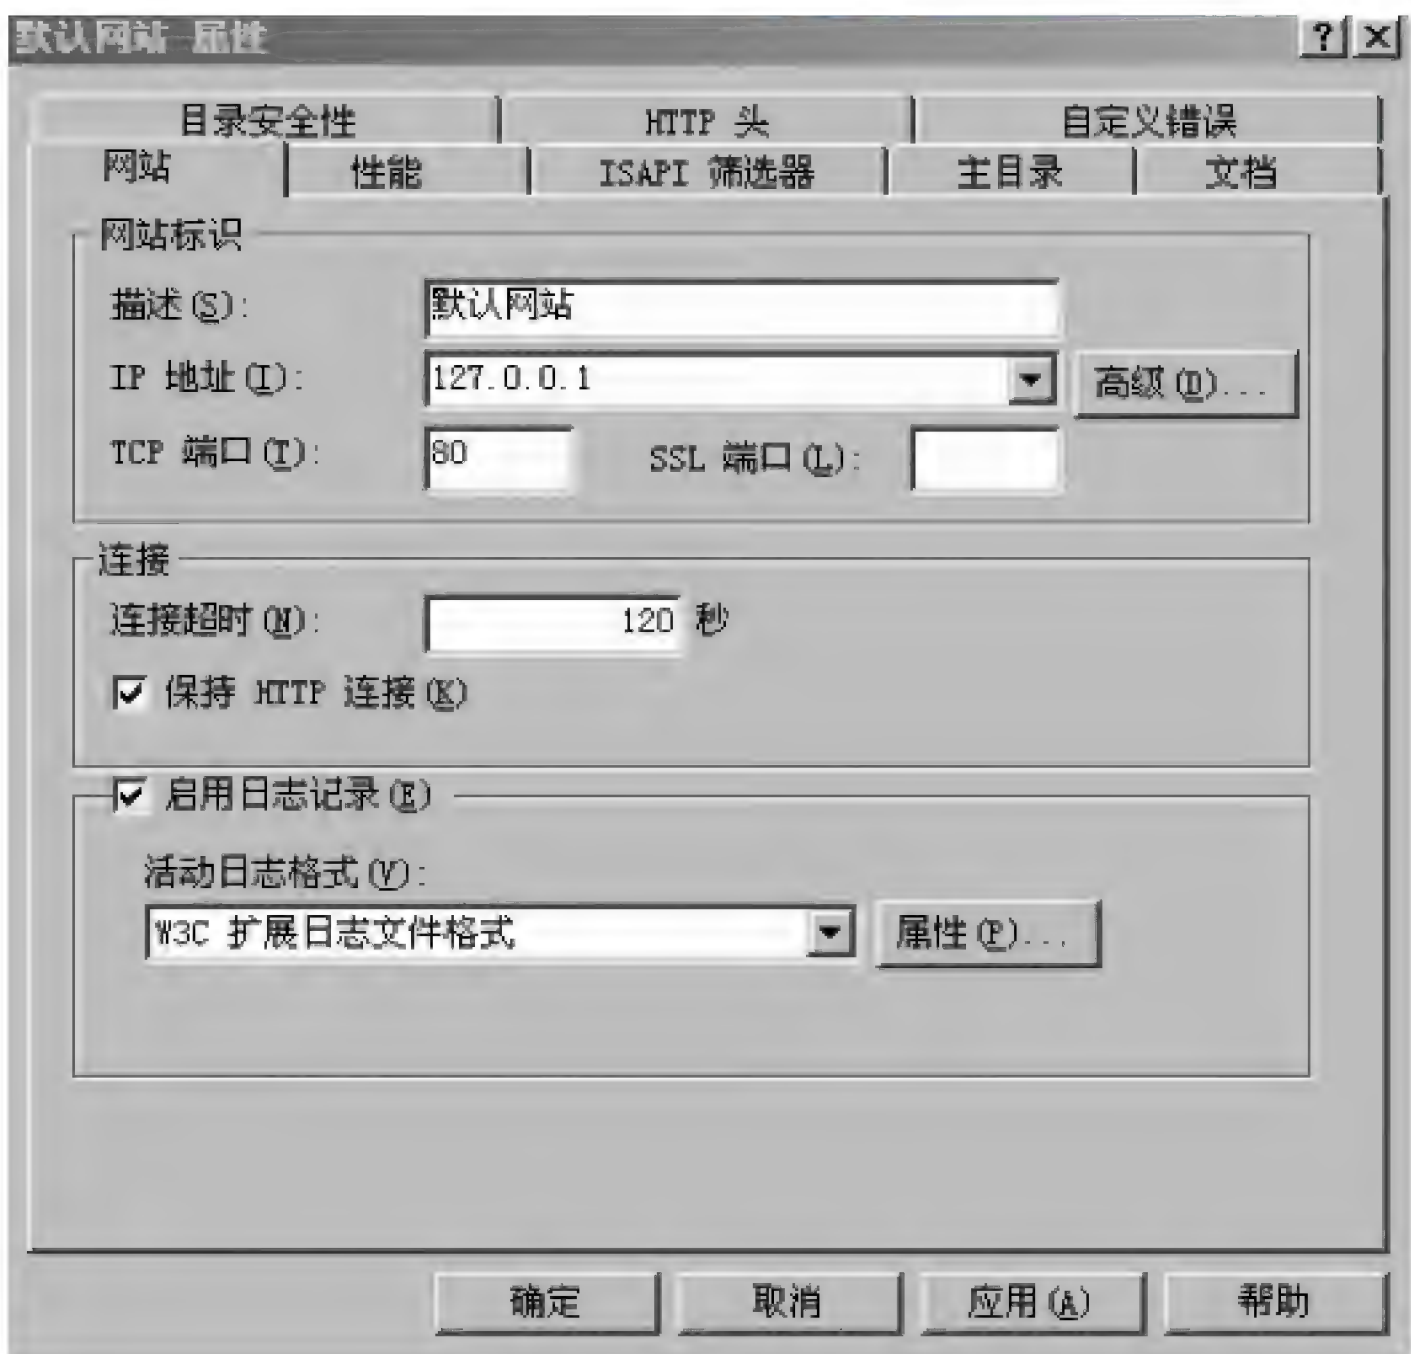 默认网站 属性
目录安全性 HTTP 头 自定义错误
网站 性能 ISAPI 筛选器 主目录 文档
网站标识
描述(S): 默认网站
IP 地址(I): 127.0.0.1 高级(D)...
TCP 端口(T): 80 SSL 端口(L):
连接
连接超时(N): 120 秒
保持 HTTP 连接(K)
启用日志记录(E)
活动日志格式(V):
W3C 扩展日志文件格式 属性(P)...
确定 取消 应用(A) 帮助